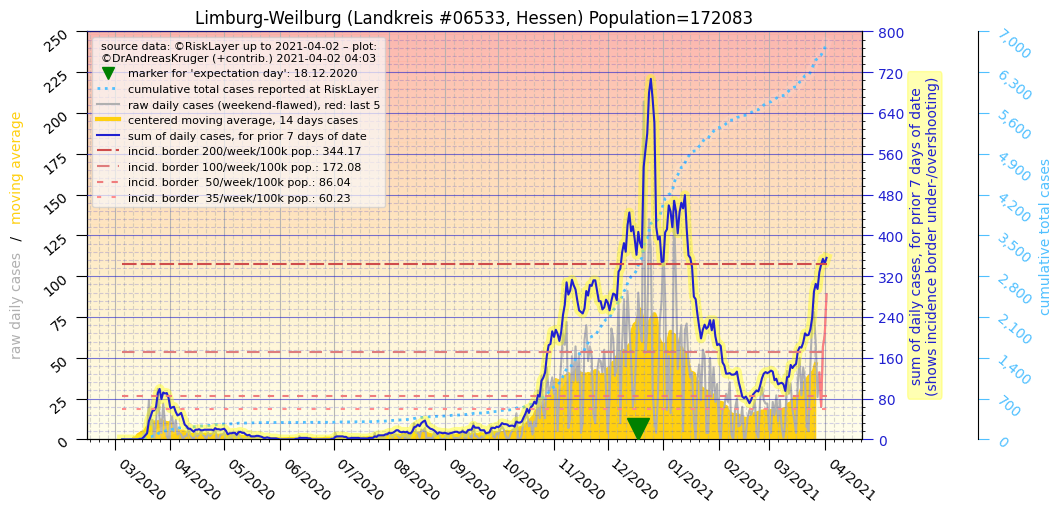 Limburg-Weilburg (Landkreis #06533, Hessen) Population=172083
source data: ©RiskLayer up to 2021-04-02 – plot:
©DrAndreasKruger (+contrib.) 2021-04-02 04:03
marker for 'expectation day': 18.12.2020
cumulative total cases reported at RiskLayer
raw daily cases (weekend-flawed), red: last 5
centered moving average, 14 days cases
sum of daily cases, for prior 7 days of date
incid. border 200/week/100k pop.: 344.17
incid. border 100/week/100k pop.: 172.08
incid. border  50/week/100k pop.: 86.04
incid. border  35/week/100k pop.: 60.23
raw daily cases / moving average
250
225
200
175
150
125
100
75
50
25
0
03/2020
04/2020
05/2020
06/2020
07/2020
08/2020
09/2020
10/2020
11/2020
12/2020
01/2021
02/2021
03/2021
04/2021
800
720
640
560
480
400
320
240
160
80
0
sum of daily cases, for prior 7 days of date
(shows incidence border under-/overshooting)
7,000
6,300
5,600
4,900
4,200
3,500
2,800
2,100
1,400
700
0
cumulative total cases